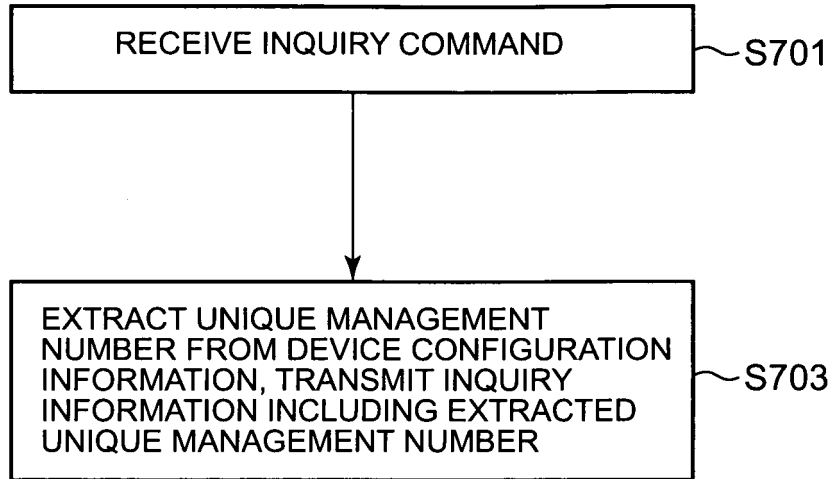 RECEIVE INQUIRY COMMAND
S701
EXTRACT UNIQUE MANAGEMENT
NUMBER FROM DEVICE CONFIGURATION
INFORMATION, TRANSMIT INQUIRY
INFORMATION INCLUDING EXTRACTED
UNIQUE MANAGEMENT NUMBER
S703